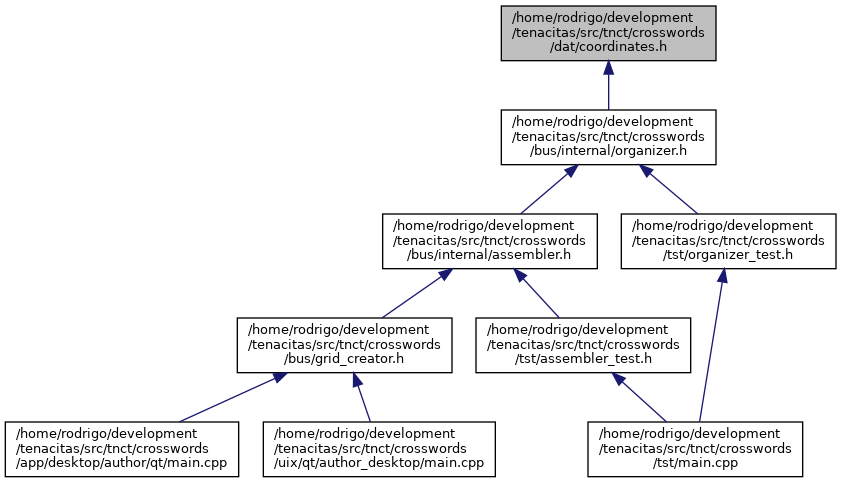 /home/rodrigo/development
/tenacitas/src/tnct/crosswords
/dat/coordinates.h
/home/rodrigo/development
/tenacitas/src/tnct/crosswords
/bus/internal/organizer.h
/home/rodrigo/development
/tenacitas/src/tnct/crosswords
/bus/internal/assembler.h
/home/rodrigo/development
/tenacitas/src/tnct/crosswords
/tst/organizer_test.h
/home/rodrigo/development
/tenacitas/src/tnct/crosswords
/bus/grid_creator.h
/home/rodrigo/development
/tenacitas/src/tnct/crosswords
/tst/assembler_test.h
/home/rodrigo/development
/tenacitas/src/tnct/crosswords
/app/desktop/author/qt/main.cpp
/home/rodrigo/development
/tenacitas/src/tnct/crosswords
/uix/qt/author_desktop/main.cpp
/home/rodrigo/development
/tenacitas/src/tnct/crosswords
/tst/main.cpp